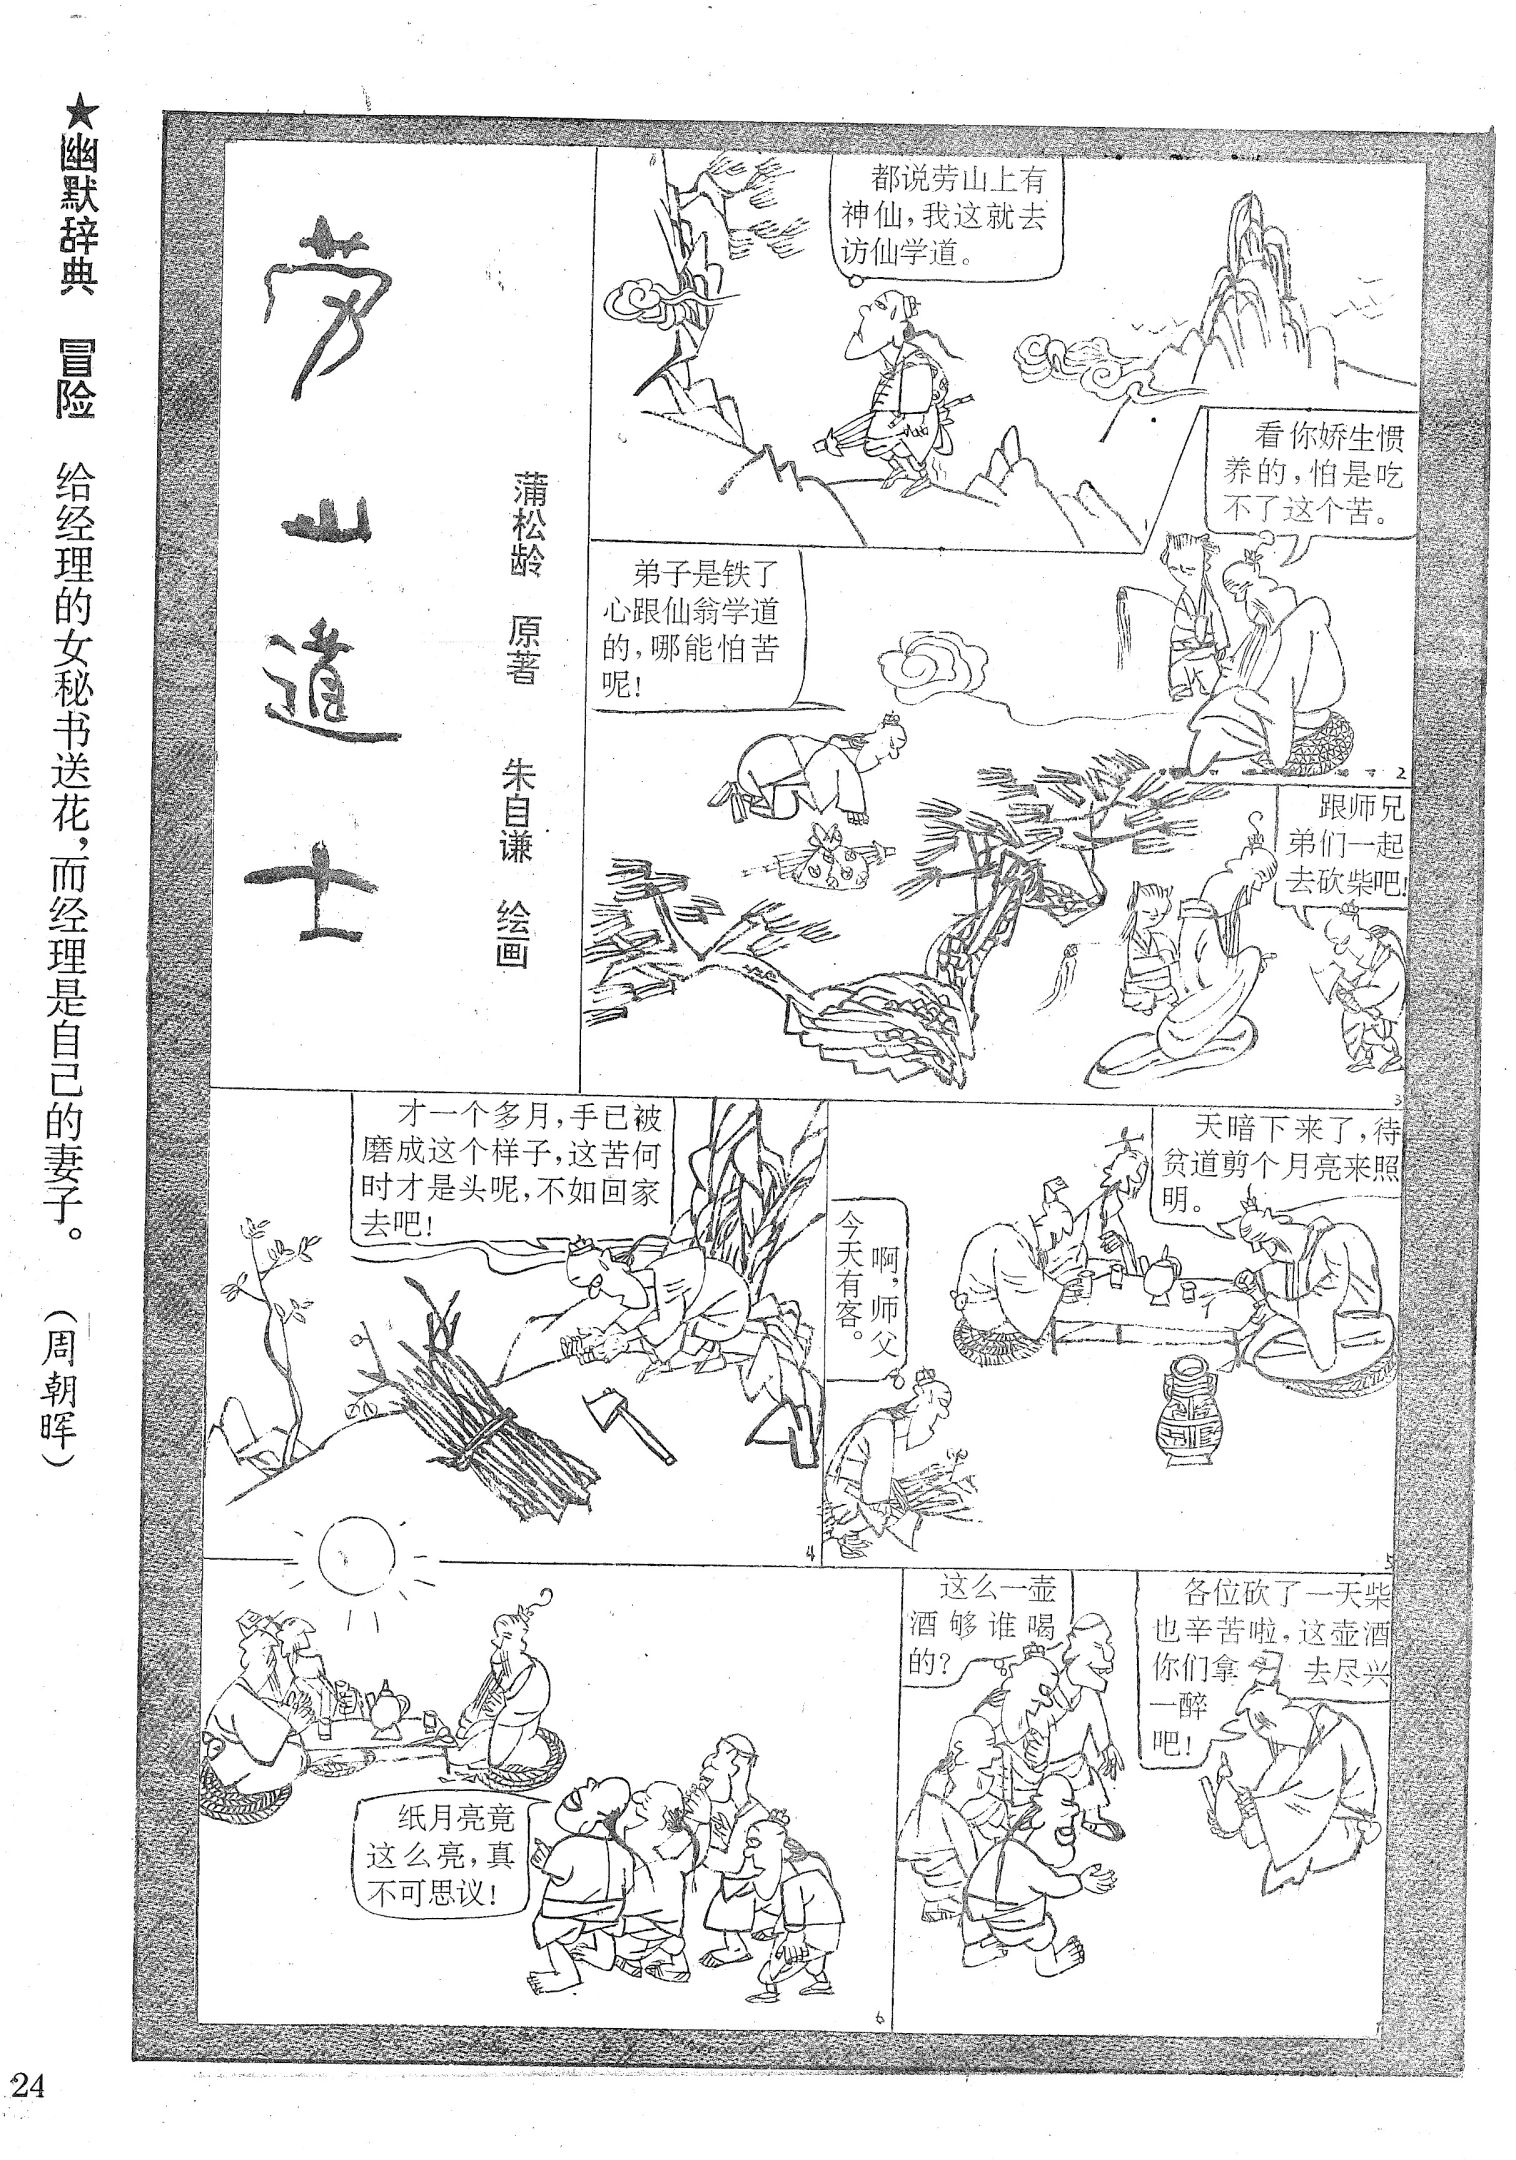 ★幽默辞典　冒险　给经理的女秘书送花，而经理是自己的妻子。　（周朝晖）
劳山道士
蒲松龄　原著　朱自谦　绘画
都说劳山上有
神仙，我这就去
访仙学道。
看你娇生惯
养的，怕是吃
不了这个苦。
弟子是铁了
心跟仙翁学道
的，哪能怕苦
呢！
2
跟师兄
弟们一起
去砍柴吧！
3
才一个多月，手已被
磨成这个样子，这苦何
时才是头呢，不如回家
去吧！
4
天暗下来了，待
贫道剪个月亮来照
明。
啊，师父
今天有客。
5
纸月亮竟
这么亮，真
不可思议！
6
各位砍了一天柴
也辛苦啦，这壶酒
你们拿去尽兴
一醉
吧！
这么一壶
酒够谁喝
的？
7
24